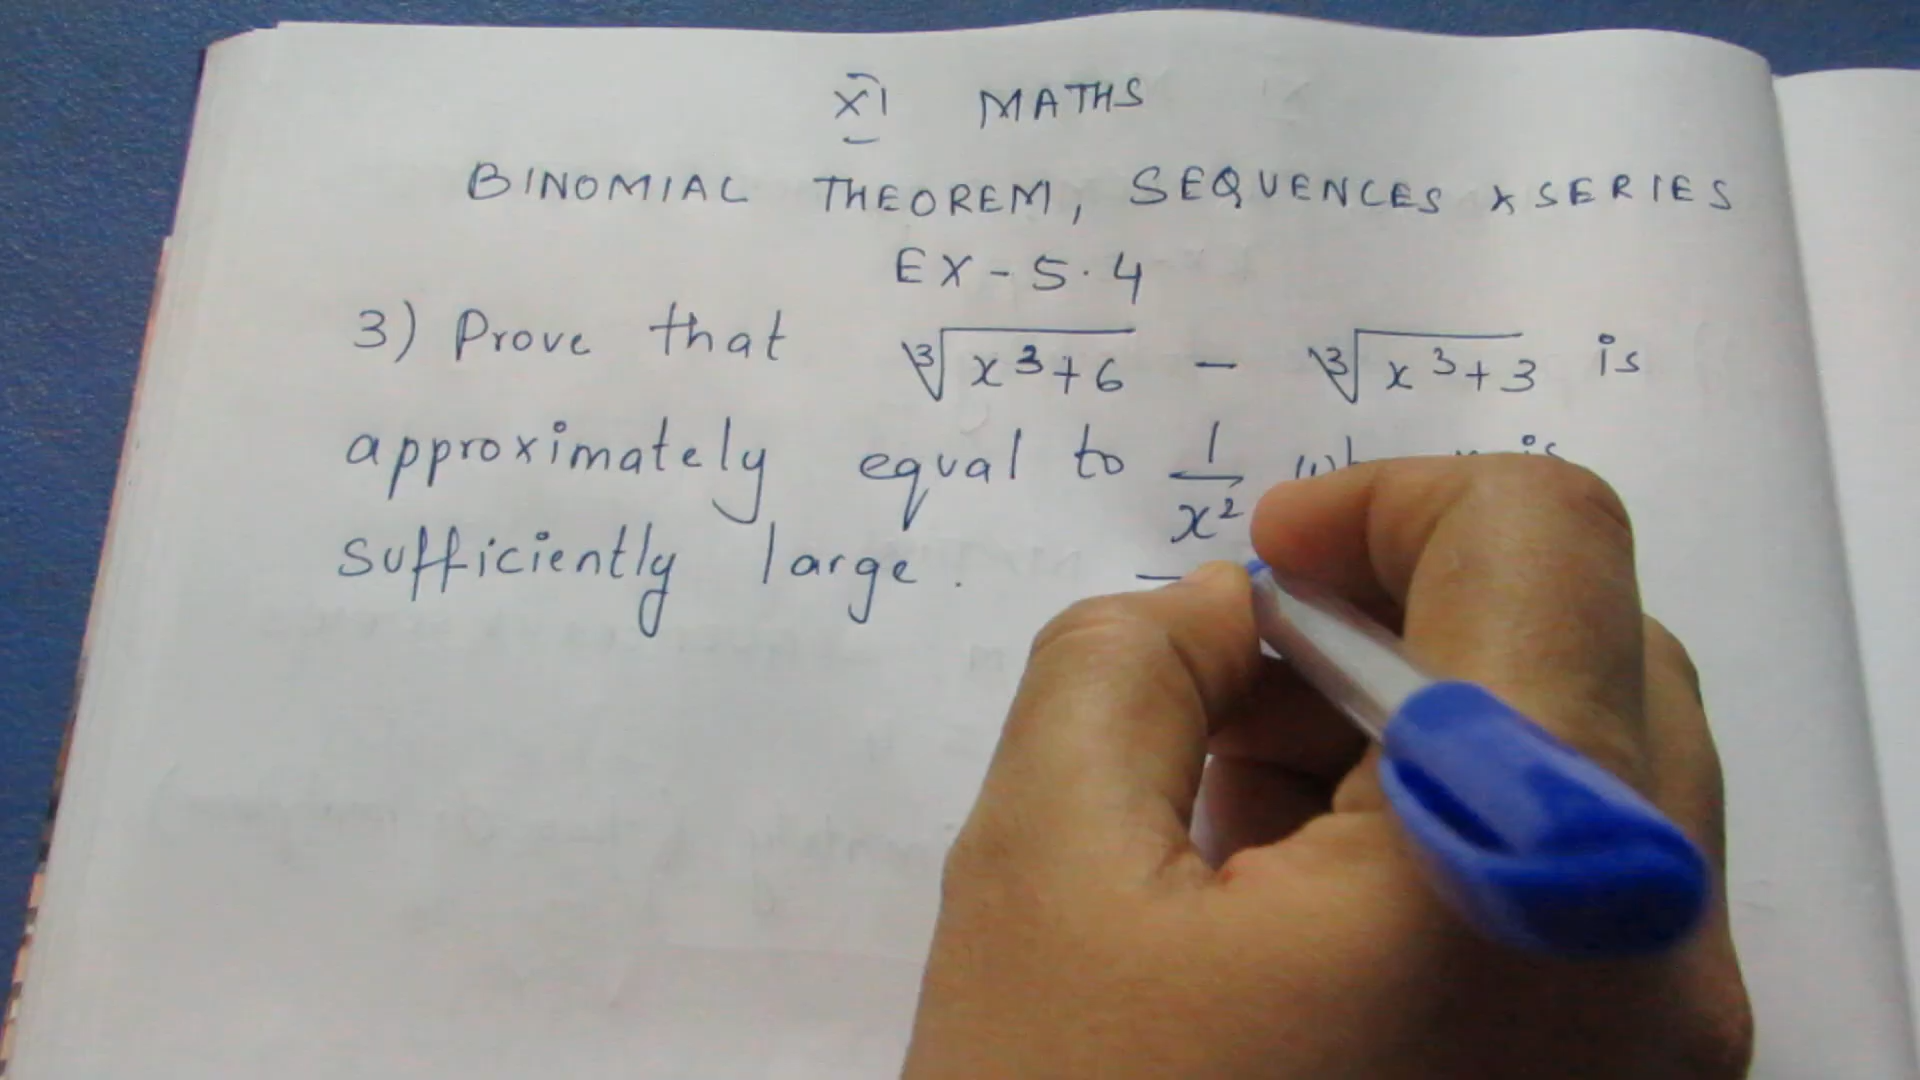 XI MATHS
BINOMIAL THEOREM, SEQUENCES & SERIES
EX - 5.4
3) Prove that ∛(x³+6) - ∛(x³+3) is
approximately equal to 1/x² is
sufficiently large.